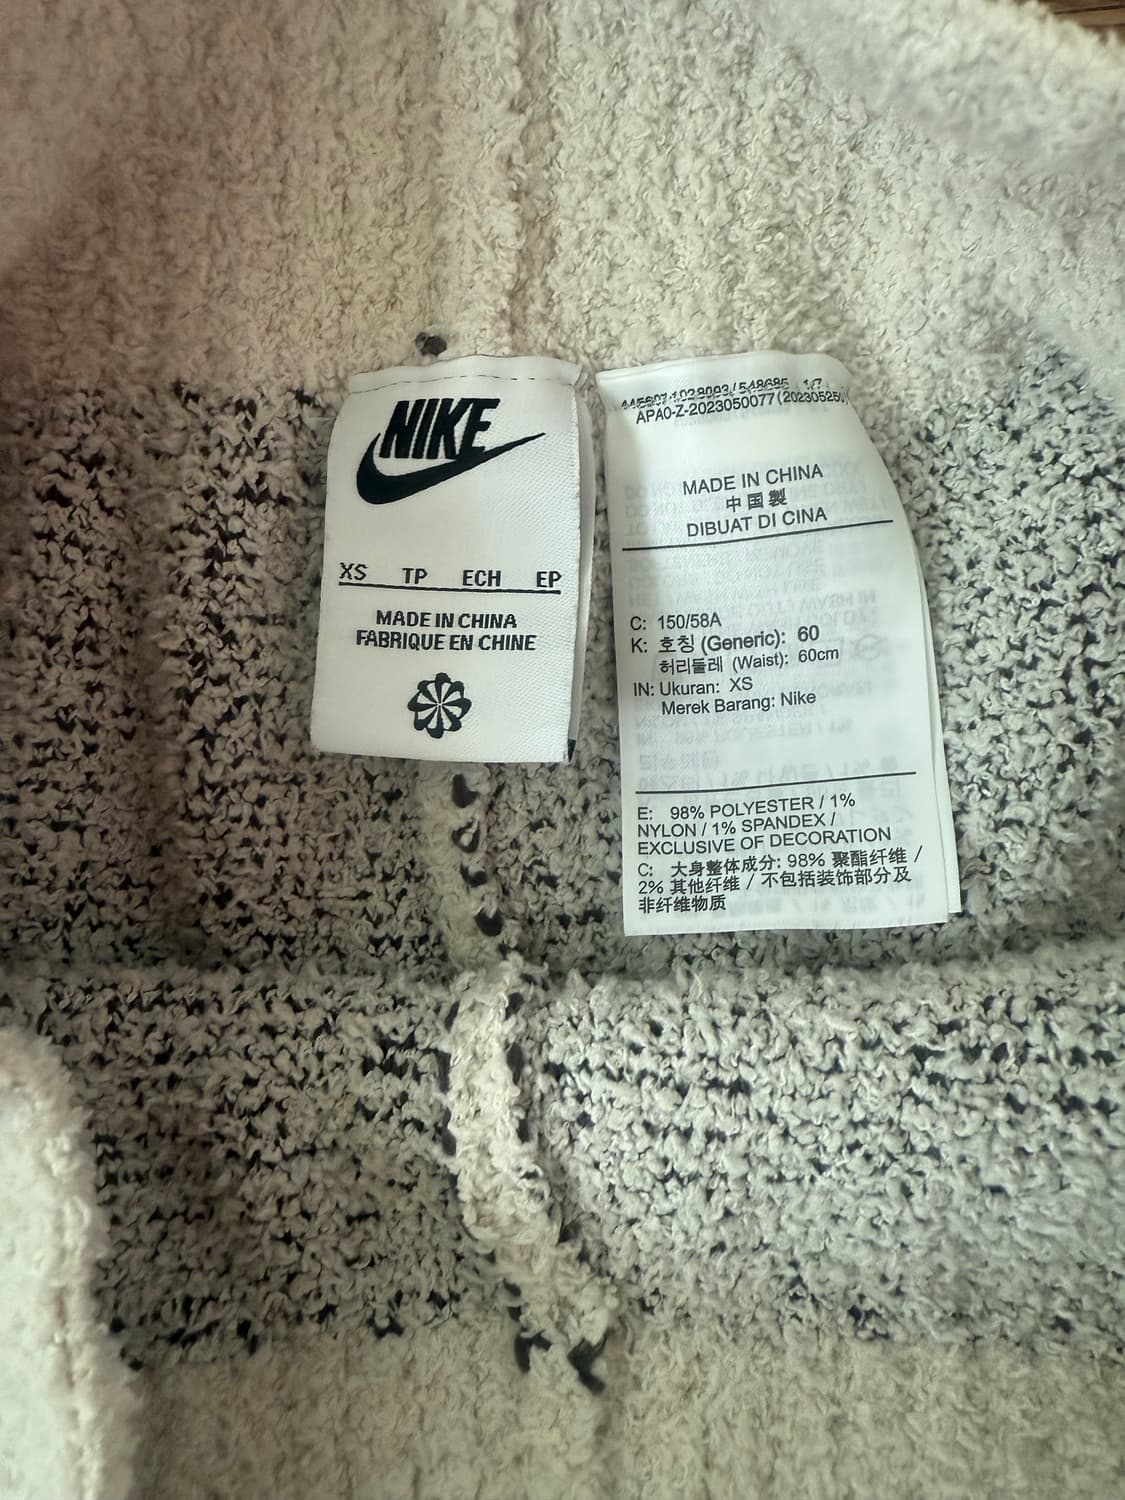 NIKE
XS TP ECH EP
MADE IN CHINA
FABRIQUE EN CHINE
APA0-Z-2023050077
MADE IN CHINA
中国製
DIBUAT DI CINA
C: 150/58A
K: 호칭 (Generic): 60
허리둘레 (Waist): 60cm
IN: Ukuran: XS
Merek Barang: Nike
E: 98% POLYESTER / 1%
NYLON / 1% SPANDEX /
EXCLUSIVE OF DECORATION
C: 大身整体成分: 98% 聚酯纤维 /
2% 其他纤维 / 不包括装饰部分及
非纤维物质